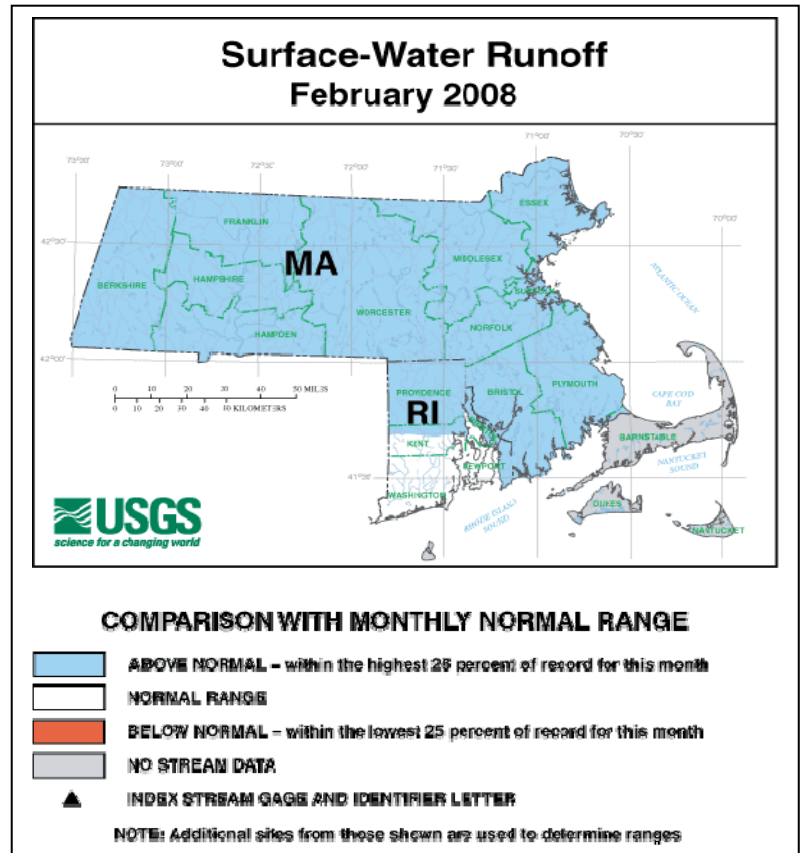 Surface-Water Runoff
February 2008
73°30'
73°00'
72°30'
72°00'
71°30'
71°00'
70°30'
70°00'
42°30'
42°00'
41°30'
ESSEX
FRANKLIN
MIDDLESEX
MA
BERKSHIRE
HAMPSHIRE
WORCESTER
NORFOLK
HAMPDEN
ATLANTIC OCEAN
PROVIDENCE
BRISTOL
PLYMOUTH
CAPE COD
BAY
RI
KENT
BARNSTABLE
NEWPORT
NANTUCKET
SOUND
WASHINGTON
DUKES
RHODE ISLAND
SOUND
NANTUCKET
0 10 20 40 50 MILES
0 10 20 30 40 KILOMETERS
USGS
science for a changing world
COMPARISON WITH MONTHLY NORMAL RANGE
ABOVE NORMAL – within the highest 25 percent of record for this month
NORMAL RANGE
BELOW NORMAL – within the lowest 25 percent of record for this month
NO STREAM DATA
INDEX STREAM GAGE AND IDENTIFIER LETTER
NOTE: Additional sites from those shown are used to determine ranges